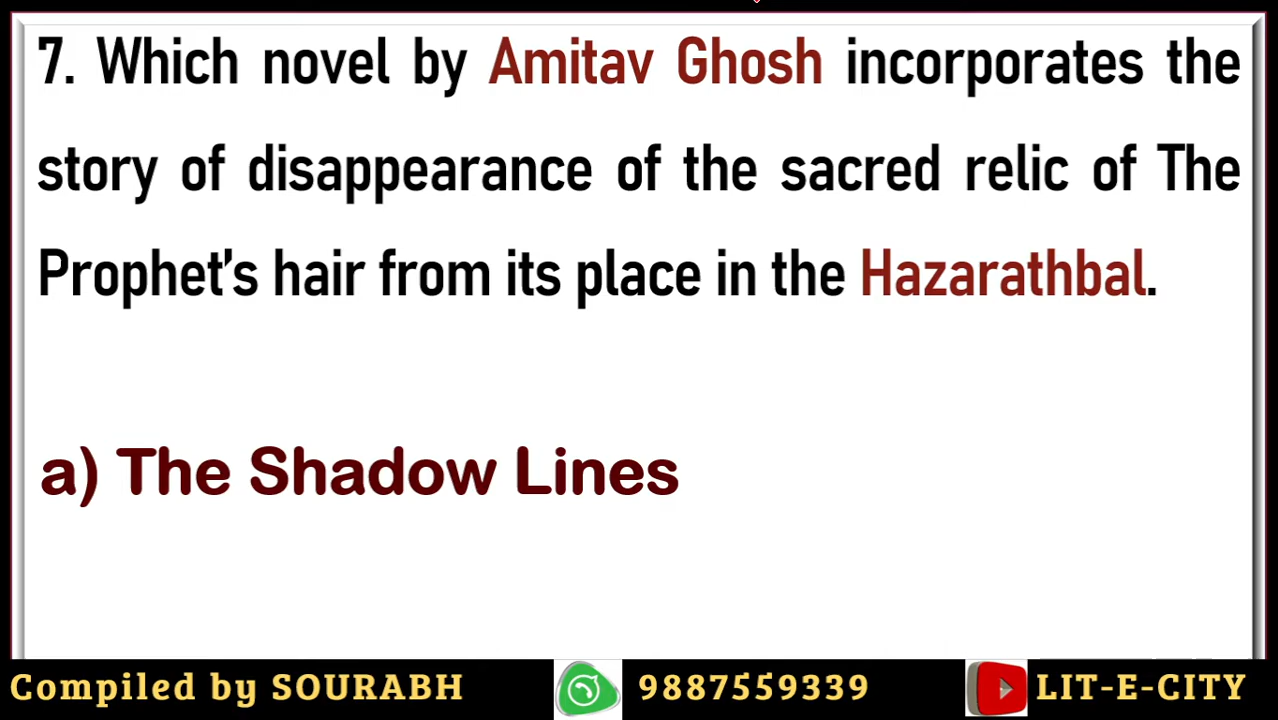 7. Which novel by Amitav Ghosh incorporates the
story of disappearance of the sacred relic of The
Prophet's hair from its place in the Hazarathbal.
a) The Shadow Lines
Compiled by SOURABH 9887559339 LIT-E-CITY